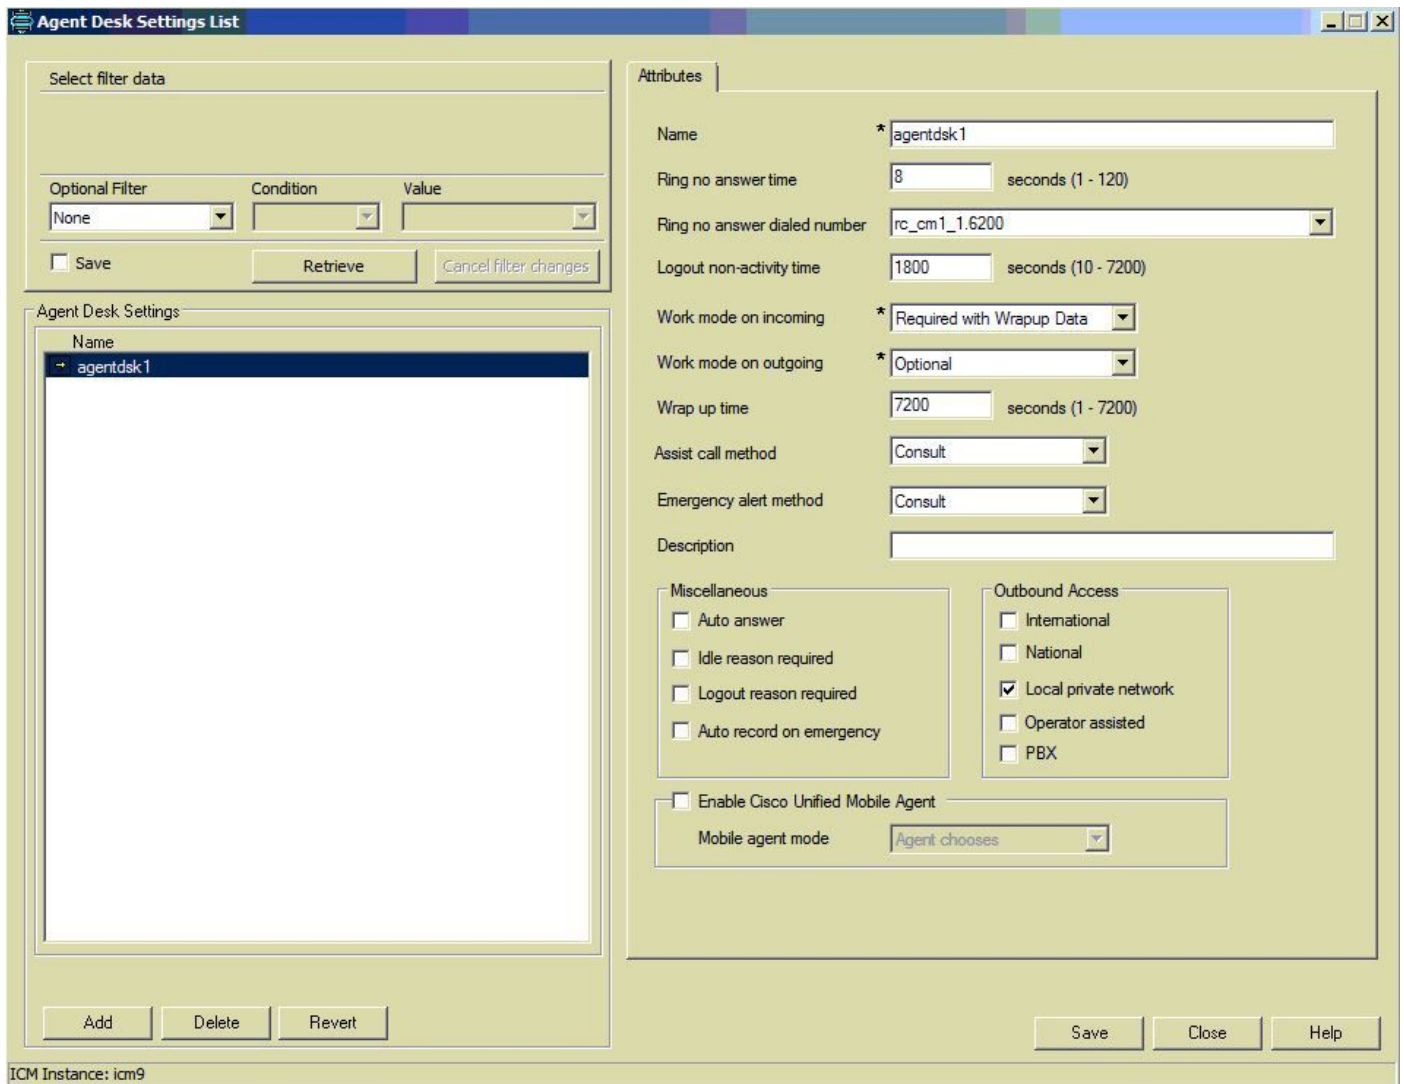 Agent Desk Settings List
Select filter data
Optional Filter Condition Value
None
Save Retrieve Cancel filter changes
Agent Desk Settings
Name
agentdsk1
Add Delete Revert
Attributes
Name * agentdsk1
Ring no answer time 8 seconds (1 - 120)
Ring no answer dialed number rc_cm1_1.6200
Logout non-activity time 1800 seconds (10 - 7200)
Work mode on incoming * Required with Wrapup Data
Work mode on outgoing * Optional
Wrap up time 7200 seconds (1 - 7200)
Assist call method Consult
Emergency alert method Consult
Description
Miscellaneous
Auto answer
Idle reason required
Logout reason required
Auto record on emergency
Outbound Access
International
National
Local private network
Operator assisted
PBX
Enable Cisco Unified Mobile Agent
Mobile agent mode Agent chooses
Save Close Help
ICM Instance: icm9